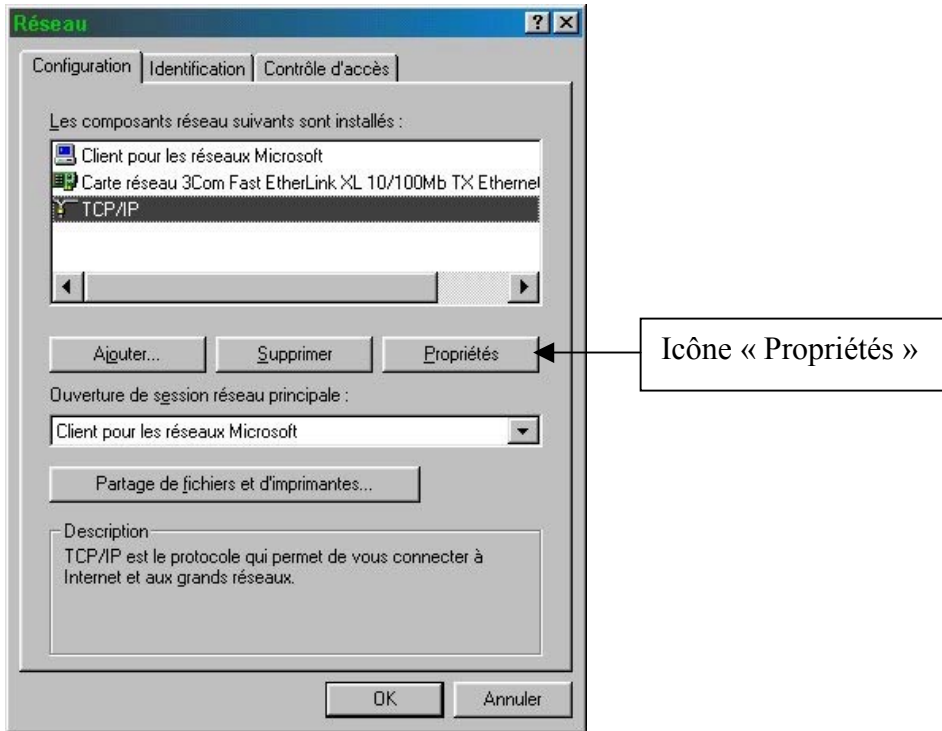 Réseau
Configuration Identification Contrôle d'accès
Les composants réseau suivants sont installés :
Client pour les réseaux Microsoft
Carte réseau 3Com Fast EtherLink XL 10/100Mb TX Ethernet
TCP/IP
Ajouter... Supprimer Propriétés
Icône « Propriétés »
Ouverture de session réseau principale :
Client pour les réseaux Microsoft
Partage de fichiers et d'imprimantes...
Description
TCP/IP est le protocole qui permet de vous connecter à
Internet et aux grands réseaux.
OK Annuler